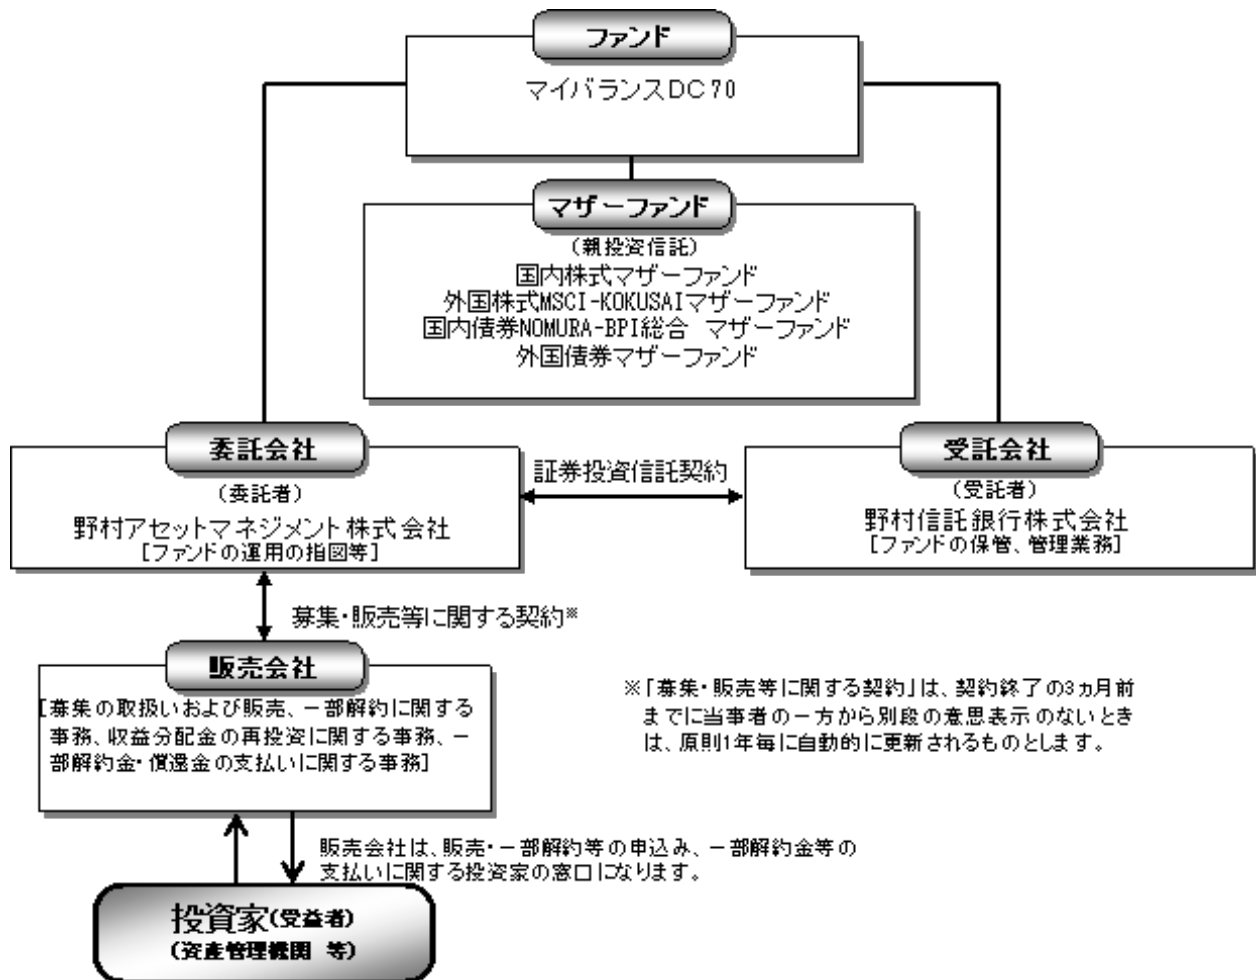 ファンド
マイバランスDC70
マザーファンド
(親投資信託)
国内株式マザーファンド
外国株式MSCI-KOKUSAIマザーファンド
国内債券NOMURA-BPI総合 マザーファンド
外国債券マザーファンド
委託会社
(委託者)
野村アセットマネジメント株式会社
[ファンドの運用の指図等]
証券投資信託契約
受託会社
(受託者)
野村信託銀行株式会社
[ファンドの保管、管理業務]
募集・販売等に関する契約※
販売会社
[募集の取扱いおよび販売、一部解約に関する
事務、収益分配金の再投資に関する事務、一
部解約金・償還金の支払いに関する事務]
※「募集・販売等に関する契約」は、契約終了の3ヵ月前
までに当事者の一方から別段の意思表示のないとき
は、原則1年毎に自動的に更新されるものとします。
販売会社は、販売・一部解約等の申込み、一部解約金等の
支払いに関する投資家の窓口になります。
投資家(受益者)
(資産管理機関 等)